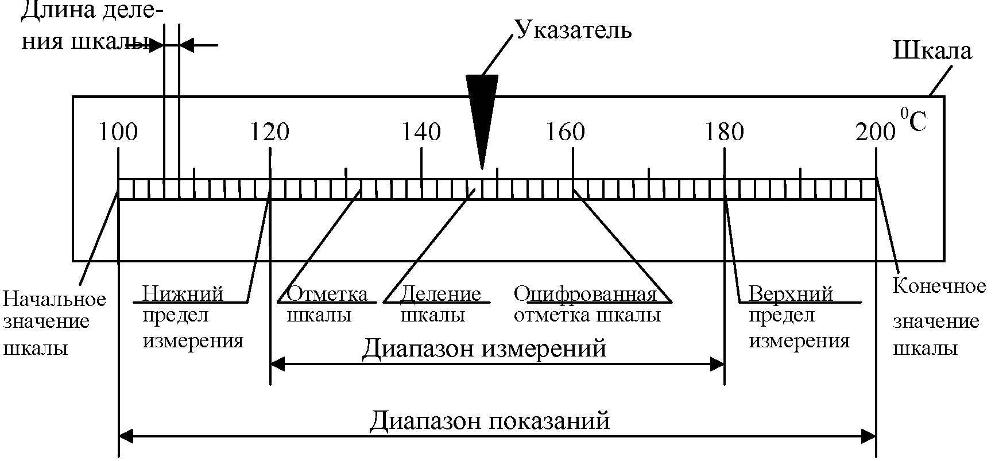 Длина деле-
ния шкалы
Указатель
Шкала
100 120 140 160 180 200 ⁰С
Начальное
значение
шкалы
Нижний
предел
измерения
Отметка
шкалы
Деление
шкалы
Оцифрованная
отметка шкалы
Верхний
предел
измерения
Конечное
значение
шкалы
Диапазон измерений
Диапазон показаний